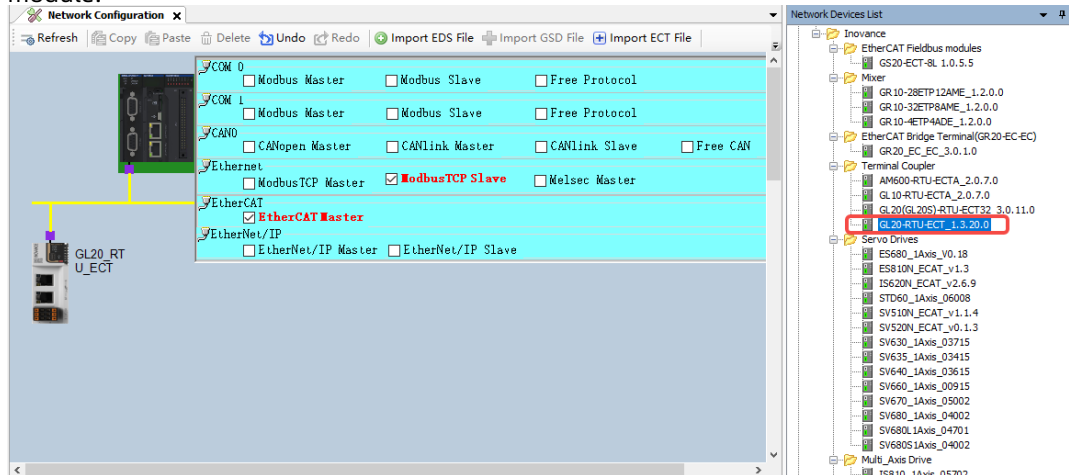 module.
Network Configuration x
Network Devices List
Refresh Copy Paste Delete Undo Redo Import EDS File Import GSD File Import ECT File
COM 0
Modbus Master Modbus Slave Free Protocol
COM 1
Modbus Master Modbus Slave Free Protocol
CAN0
CANopen Master CANlink Master CANlink Slave Free CAN
Ethernet
ModbusTCP Master ModbusTCP Slave Melsec Master
EtherCAT
EtherCAT Master
EtherNet/IP
EtherNet/IP Master EtherNet/IP Slave
GL20_RT
U_ECT
Inovance
EtherCAT Fieldbus modules
GS20-ECT-8L 1.0.5.5
Mixer
GR10-28ETP12AME_1.2.0.0
GR10-32ETP8AME_1.2.0.0
GR10-4ETP4ADE_1.2.0.0
EtherCAT Bridge Terminal(GR20-EC-EC)
GR20_EC_EC_3.0.1.0
Terminal Coupler
AM600-RTU-ECTA_2.0.7.0
GL10-RTU-ECTA_2.0.7.0
GL20(GL20S)-RTU-ECT32_3.0.11.0
GL20-RTU-ECT_1.3.20.0
Servo Drives
ES680_1Axis_V0.18
ES810N_ECAT_v1.3
IS620N_ECAT_v2.6.9
STD60_1Axis_06008
SV510N_ECAT_v1.1.4
SV520N_ECAT_v0.1.3
SV630_1Axis_03715
SV635_1Axis_03415
SV640_1Axis_03615
SV660_1Axis_00915
SV670_1Axis_05002
SV680_1Axis_04002
SV680L1Axis_04701
SV680S1Axis_04002
Multi_Axis Drive
IS810_1Axis_05702